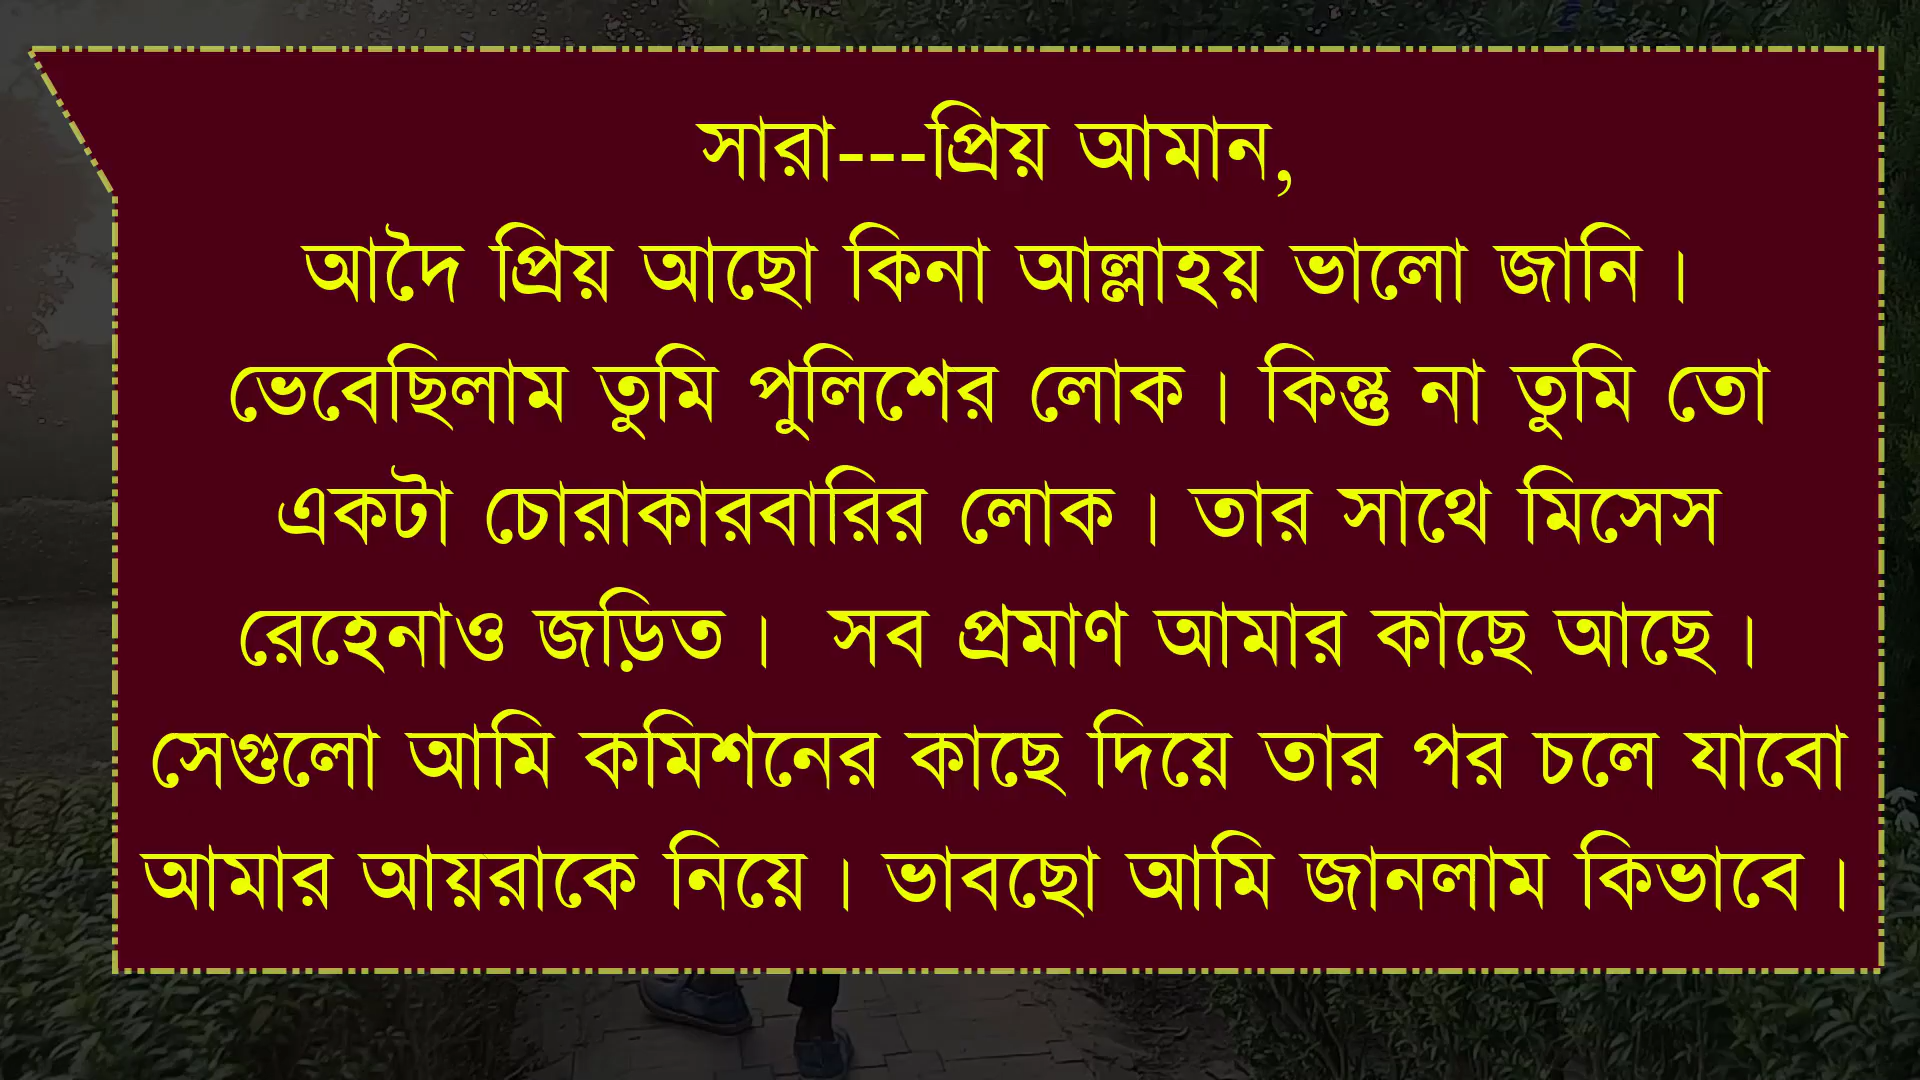 সারা---প্রিয় আমান,
আদৈ প্রিয় আছো কিনা আল্লাহয় ভালো জানি।
ভেবেছিলাম তুমি পুলিশের লোক। কিন্তু না তুমি তো
একটা চোরাকারবারির লোক। তার সাথে মিসেস
রেহেনাও জড়িত।  সব প্রমাণ আমার কাছে আছে।
সেগুলো আমি কমিশনের কাছে দিয়ে তার পর চলে যাবো
আমার আয়রাকে নিয়ে। ভাবছো আমি জানলাম কিভাবে।